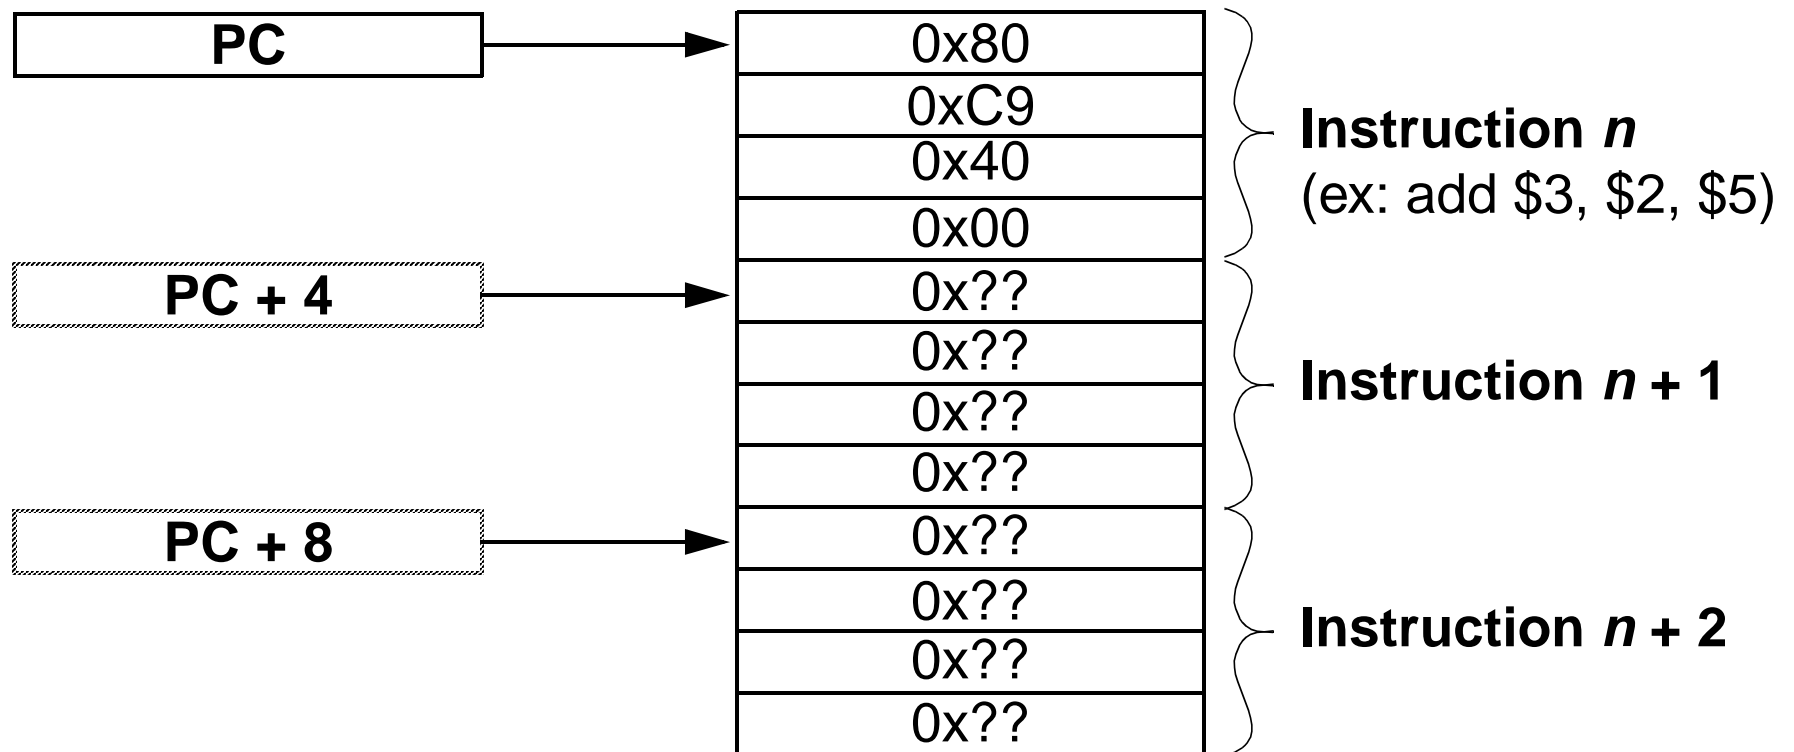 PC
0x80
0xC9
0x40
0x00
Instruction n
(ex: add $3, $2, $5)
PC + 4
0x??
0x??
0x??
0x??
Instruction n + 1
PC + 8
0x??
0x??
0x??
0x??
Instruction n + 2